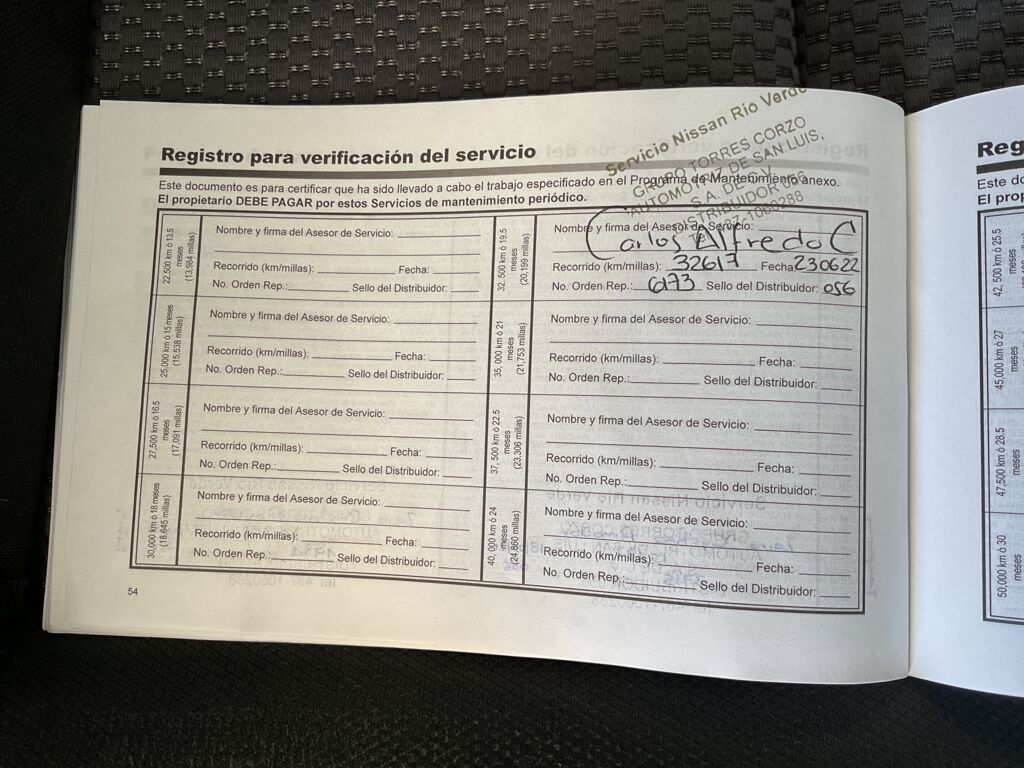 Registro para verificación del servicio
Servicio Nissan Rio Verde
GRUPO TORRES CORZO
AUTOMOTRIZ DE SAN LUIS,
S.A. DE C.V.
DISTRIBUIDOR 056
Este documento es para certificar que ha sido llevado a cabo el trabajo especificado en el Programa de Mantenimiento anexo.
El propietario DEBE PAGAR por estos Servicios de mantenimiento periódico.
22,500 km ó 13.5
meses
(13,984 millas)
Nombre y firma del Asesor de Servicio:
Recorrido (km/millas): Fecha:
No. Orden Rep.: Sello del Distribuidor:
25,000 km ó 15 meses
(15,538 millas)
Nombre y firma del Asesor de Servicio:
Recorrido (km/millas): Fecha:
No. Orden Rep.: Sello del Distribuidor:
27,500 km ó 16.5
meses
(17,091 millas)
Nombre y firma del Asesor de Servicio:
Recorrido (km/millas): Fecha:
No. Orden Rep.: Sello del Distribuidor:
30,000 km ó 18 meses
(18,645 millas)
Nombre y firma del Asesor de Servicio:
Recorrido (km/millas): Fecha:
No. Orden Rep.: Sello del Distribuidor:
32, 500 km ó 19.5
meses
(20,199 millas)
Nombre y firma del Asesor de Servicio:
Carlos Alfredo C
Recorrido (km/millas): 32617 Fecha: 230622
No. Orden Rep.: 6173 Sello del Distribuidor: 056
35, 000 km ó 21
meses
(21,753 millas)
Nombre y firma del Asesor de Servicio:
Recorrido (km/millas): Fecha:
No. Orden Rep.: Sello del Distribuidor:
37, 500 km ó 22.5
meses
(23,306 millas)
Nombre y firma del Asesor de Servicio:
Recorrido (km/millas): Fecha:
No. Orden Rep.: Sello del Distribuidor:
40, 000 km ó 24
meses
(24,860 millas)
Nombre y firma del Asesor de Servicio:
Recorrido (km/millas): Fecha:
No. Orden Rep.: Sello del Distribuidor:
54
Reg
Este do
El prop
42, 500 km ó 25.5
meses
45,000 km ó 27
meses
47,500 km ó 28.5
meses
50,000 km ó 30
meses